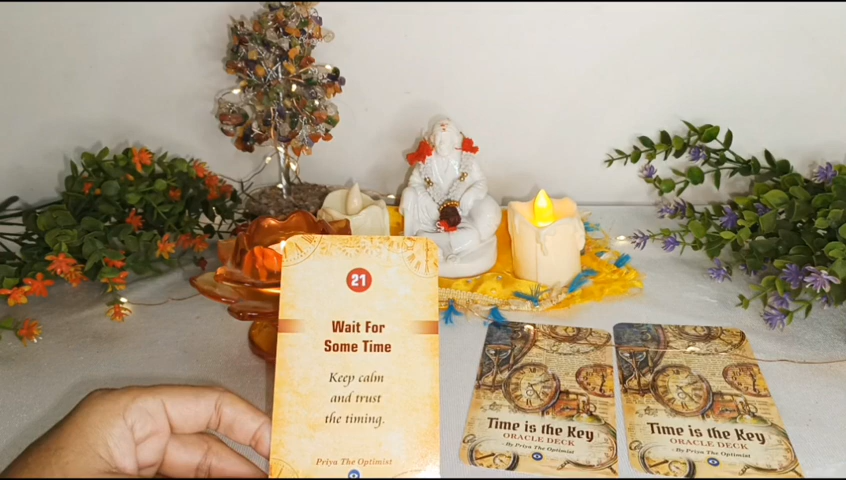 21
Wait For
Some Time
Keep calm
and trust
the timing.
Priya The Optimist
Time is the Key
ORACLE DECK
- By Priya The Optimist
Time is the Key
ORACLE DECK
- By Priya The Optimist